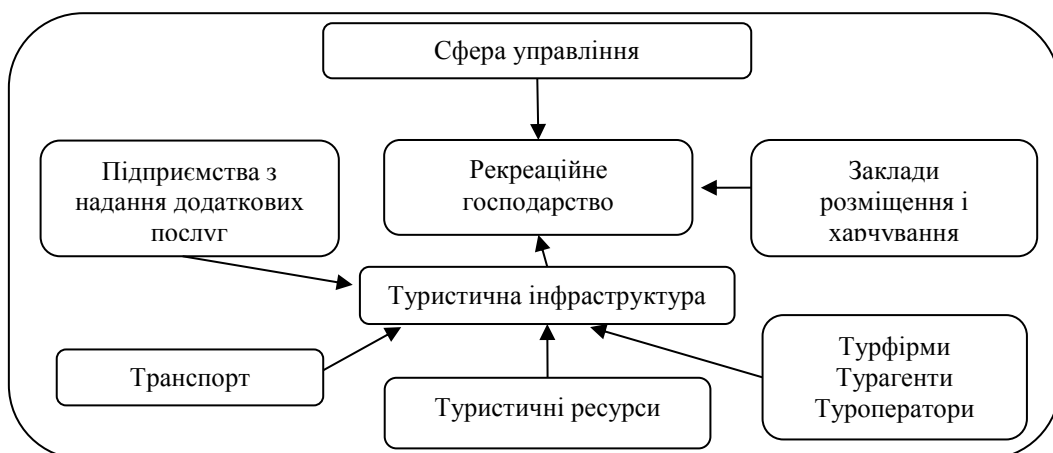 Сфера управління
Підприємства з
надання додаткових
послуг
Рекреаційне
господарство
Заклади
розміщення і
харчування
Туристична інфраструктура
Транспорт
Туристичні ресурси
Турфірми
Турагенти
Туроператори